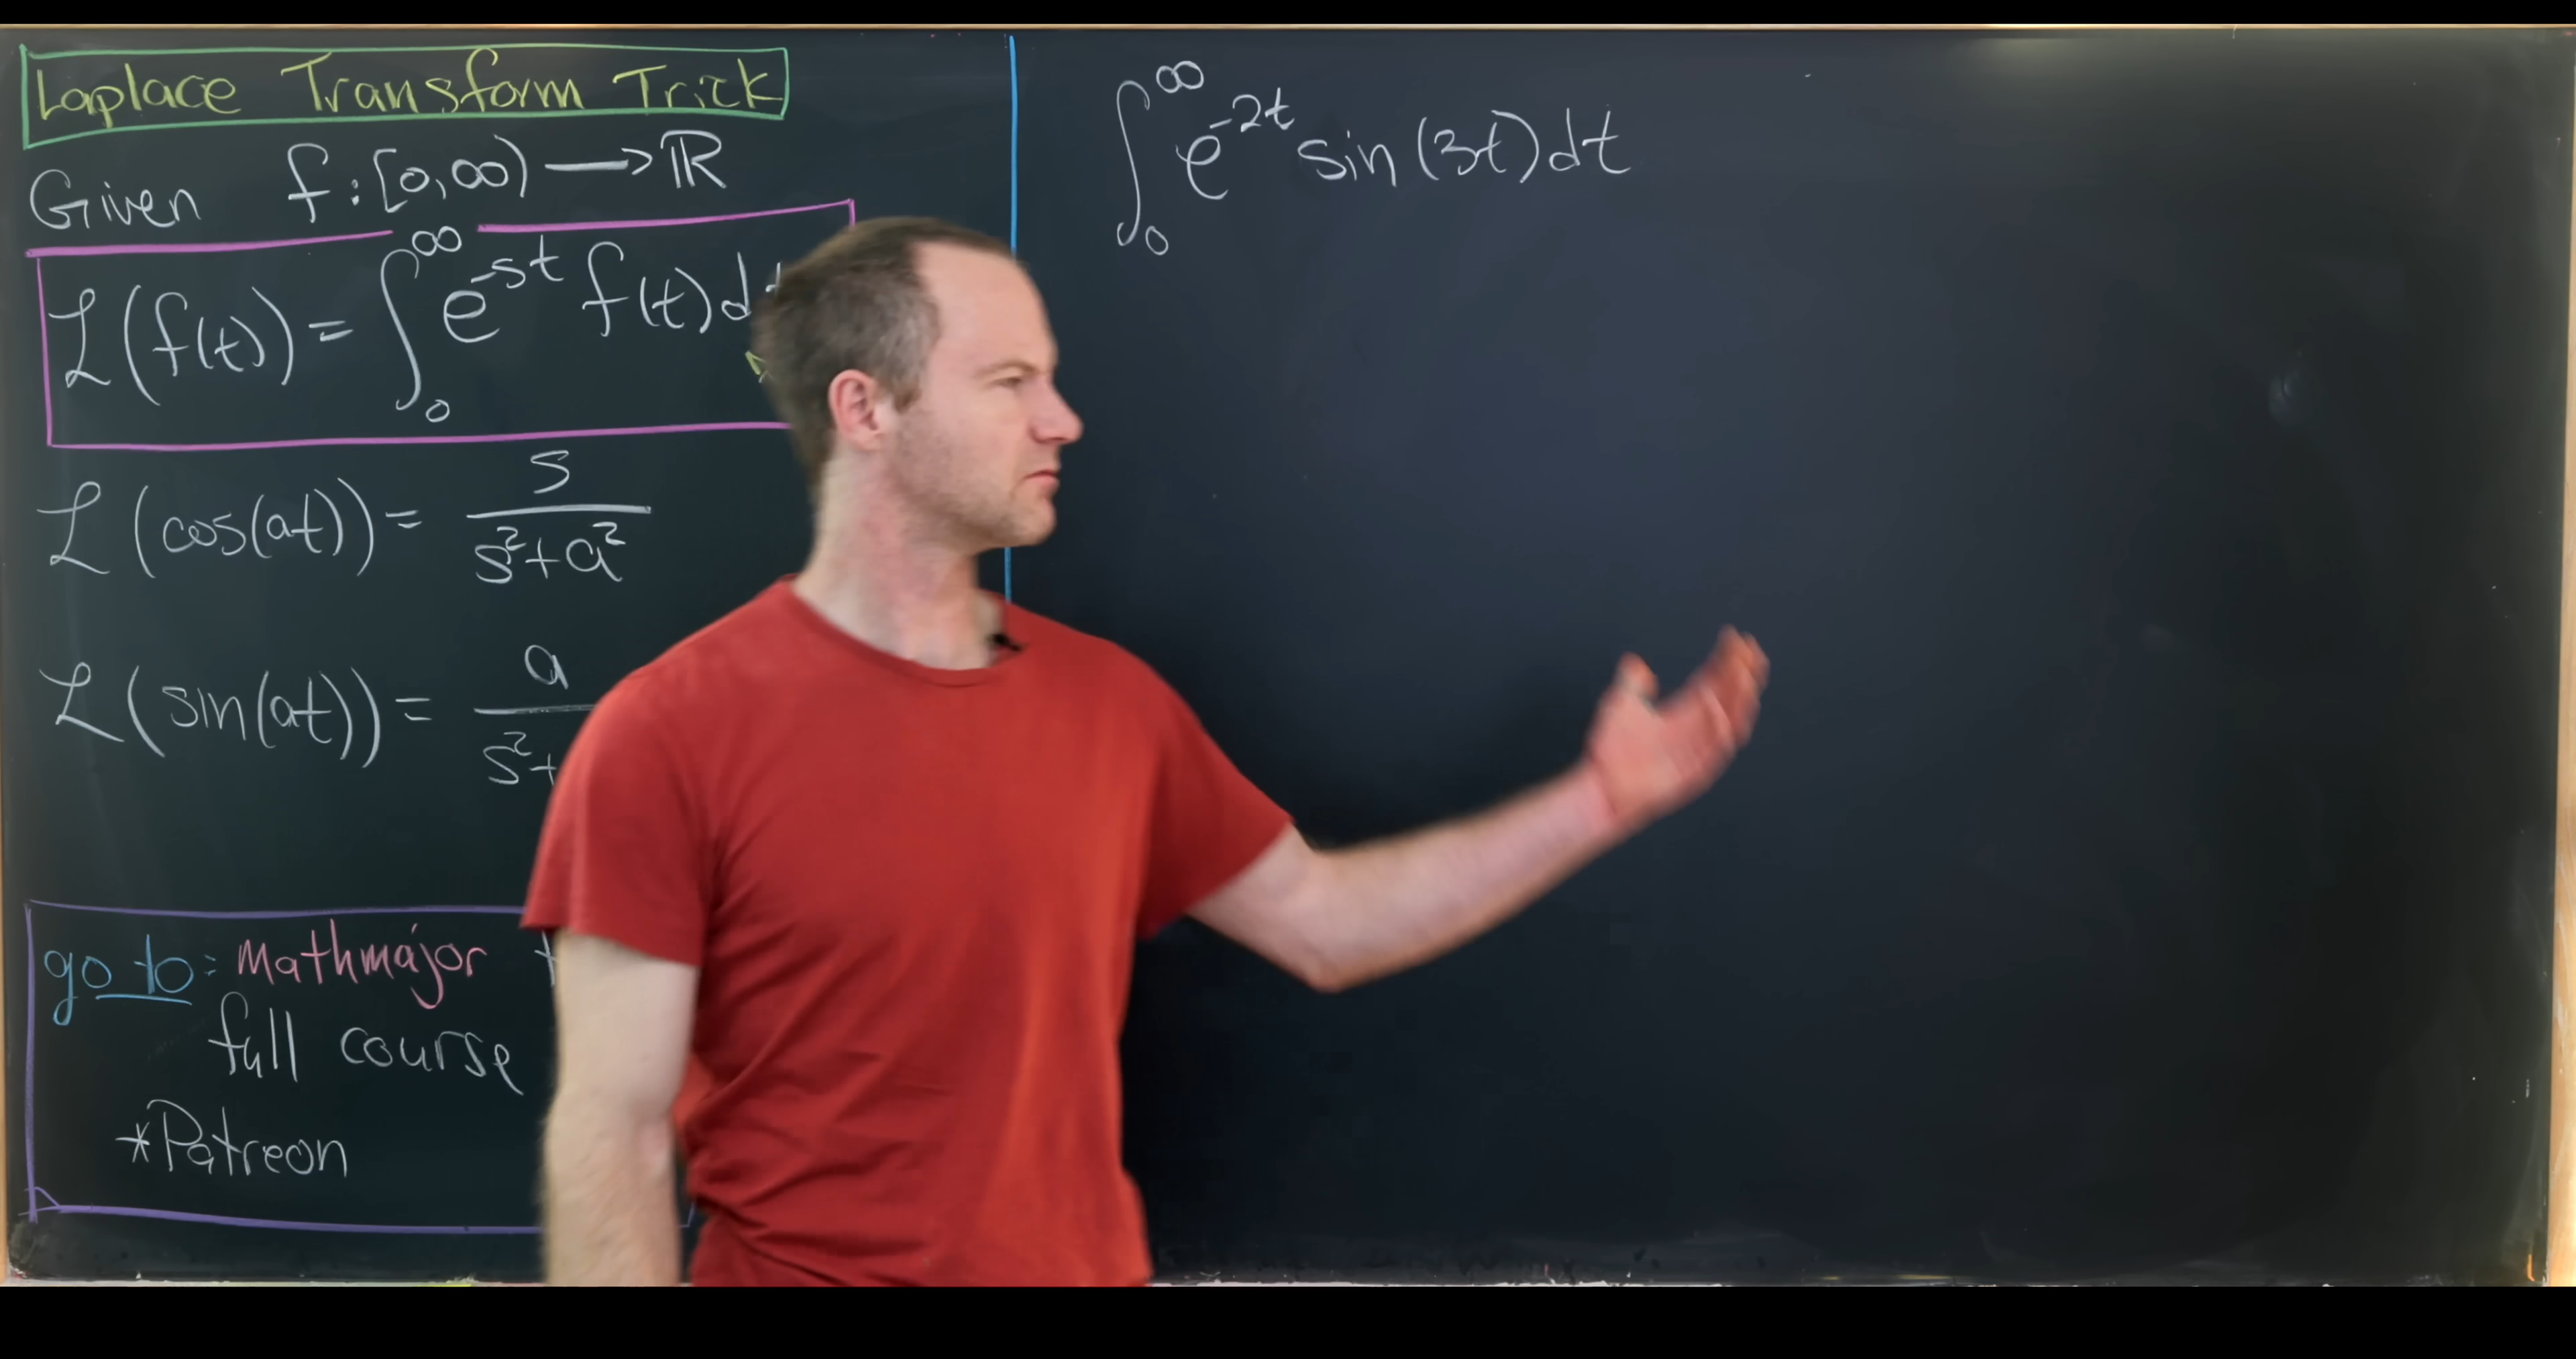 Laplace Transform Trick
Given f:[0,∞) → ℝ
ℒ(f(t)) = ∫₀^∞ e^{-st} f(t)d
ℒ(cos(at)) = s/(s²+a²)
ℒ(sin(at)) = a/(s²+
go to: Mathmajor
full course
*Patreon
∫₀^∞ e^{-2t} sin(3t)dt